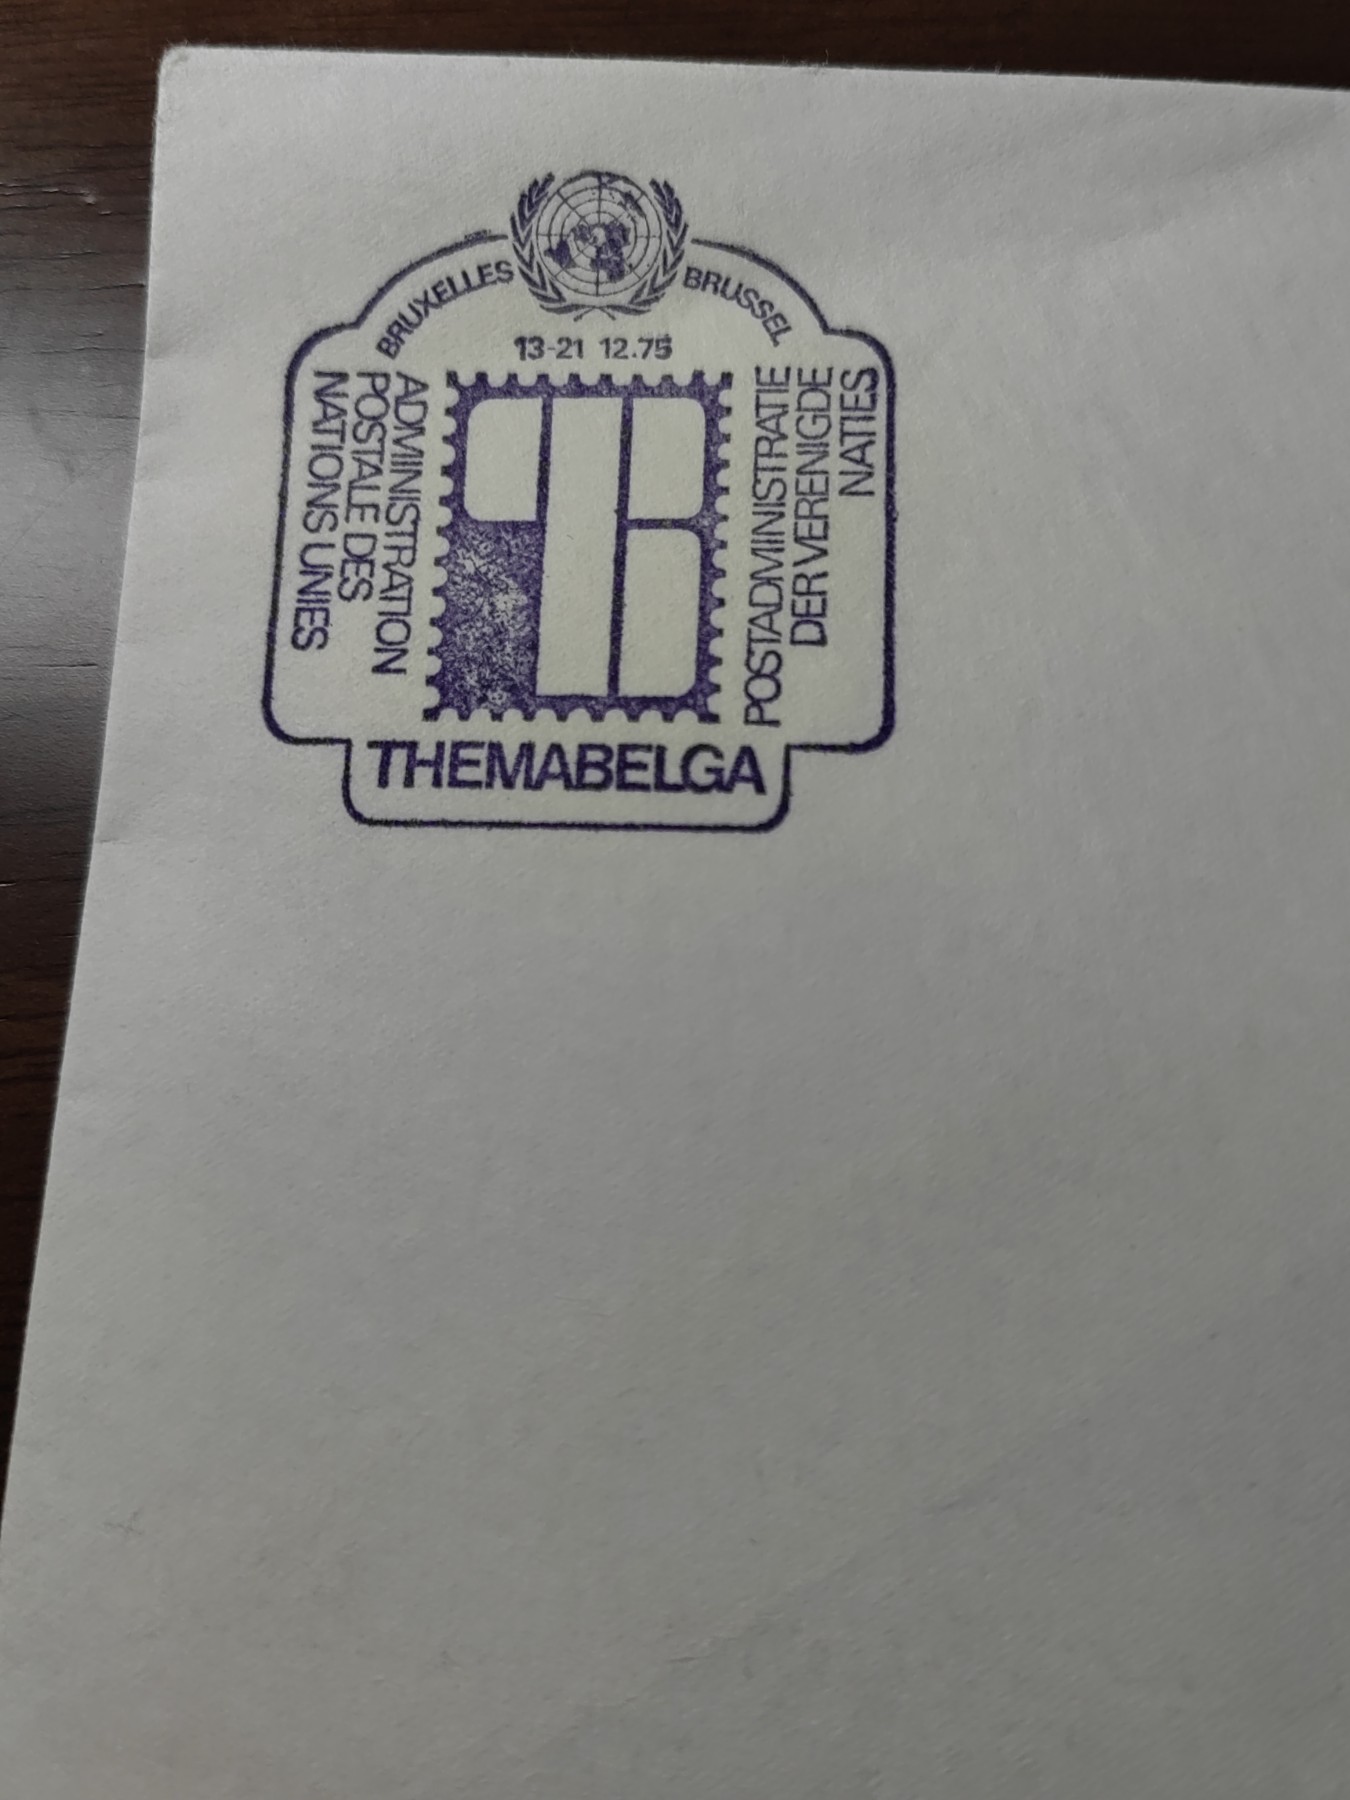 BRUXELLES
BRUSSEL
13-21 12.75
ADMINISTRATION
POSTALE DES
NATIONS UNIES
POSTADMINISTRATIE
DER VERENIGDE
NATIES
THEMABELGA